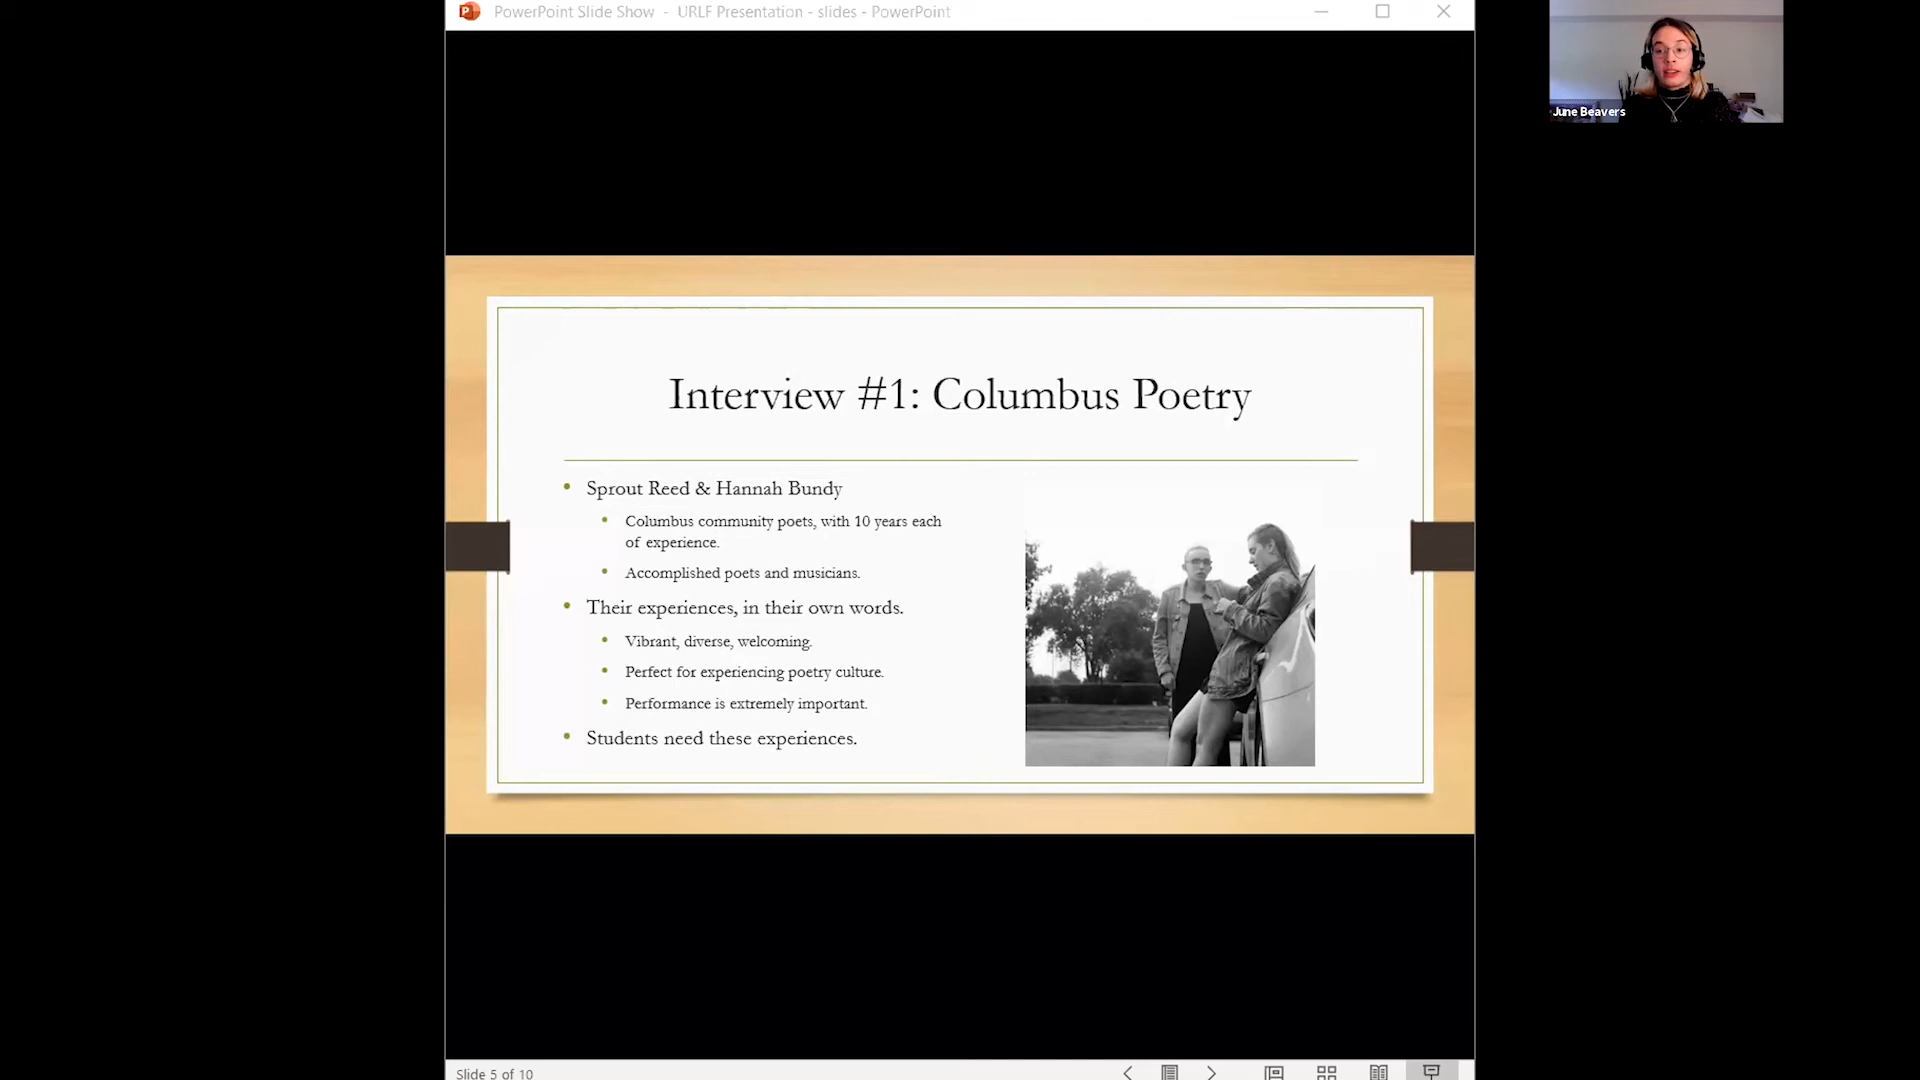 PowerPoint Slide Show - URLF Presentation - slides - PowerPoint
June Beavers
Interview #1: Columbus Poetry
• Sprout Reed & Hannah Bundy
• Columbus community poets, with 10 years each
of experience.
• Accomplished poets and musicians.
• Their experiences, in their own words.
• Vibrant, diverse, welcoming.
• Perfect for experiencing poetry culture.
• Performance is extremely important.
• Students need these experiences.
Slide 5 of 10